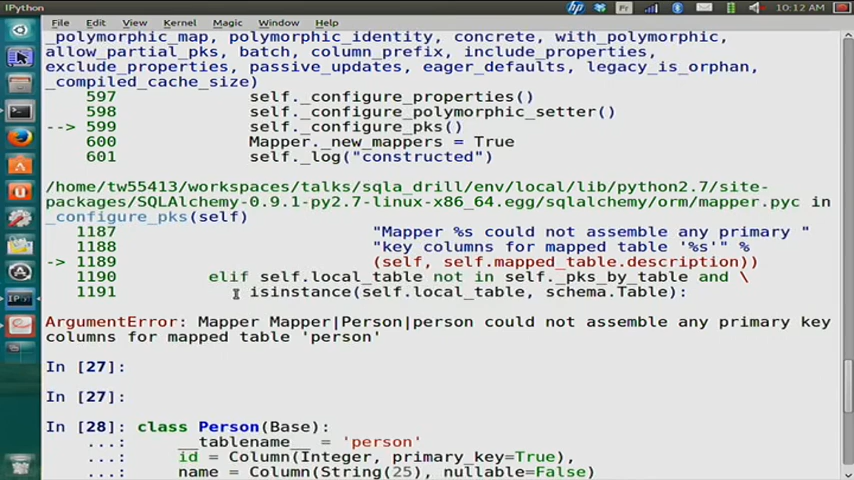 IPython
Fr
10:12 AM
File Edit View Kernel Magic Window Help
_polymorphic_map, polymorphic_identity, concrete, with_polymorphic,
allow_partial_pks, batch, column_prefix, include_properties,
exclude_properties, passive_updates, eager_defaults, legacy_is_orphan,
_compiled_cache_size)
597 self._configure_properties()
598 self._configure_polymorphic_setter()
--> 599 self._configure_pks()
600 Mapper._new_mappers = True
601 self._log("constructed")
/home/tw55413/workspaces/talks/sqla_drill/env/local/lib/python2.7/site-
packages/SQLAlchemy-0.9.1-py2.7-linux-x86_64.egg/sqlalchemy/orm/mapper.pyc in
_configure_pks(self)
1187 "Mapper %s could not assemble any primary "
1188 "key columns for mapped table '%s'" %
-> 1189 (self, self.mapped_table.description))
1190 elif self.local_table not in self._pks_by_table and \
1191 isinstance(self.local_table, schema.Table):
ArgumentError: Mapper Mapper|Person|person could not assemble any primary key
columns for mapped table 'person'
In [27]:
In [27]:
In [28]: class Person(Base):
...: __tablename__ = 'person'
...: id = Column(Integer, primary_key=True),
...: name = Column(String(25), nullable=False)